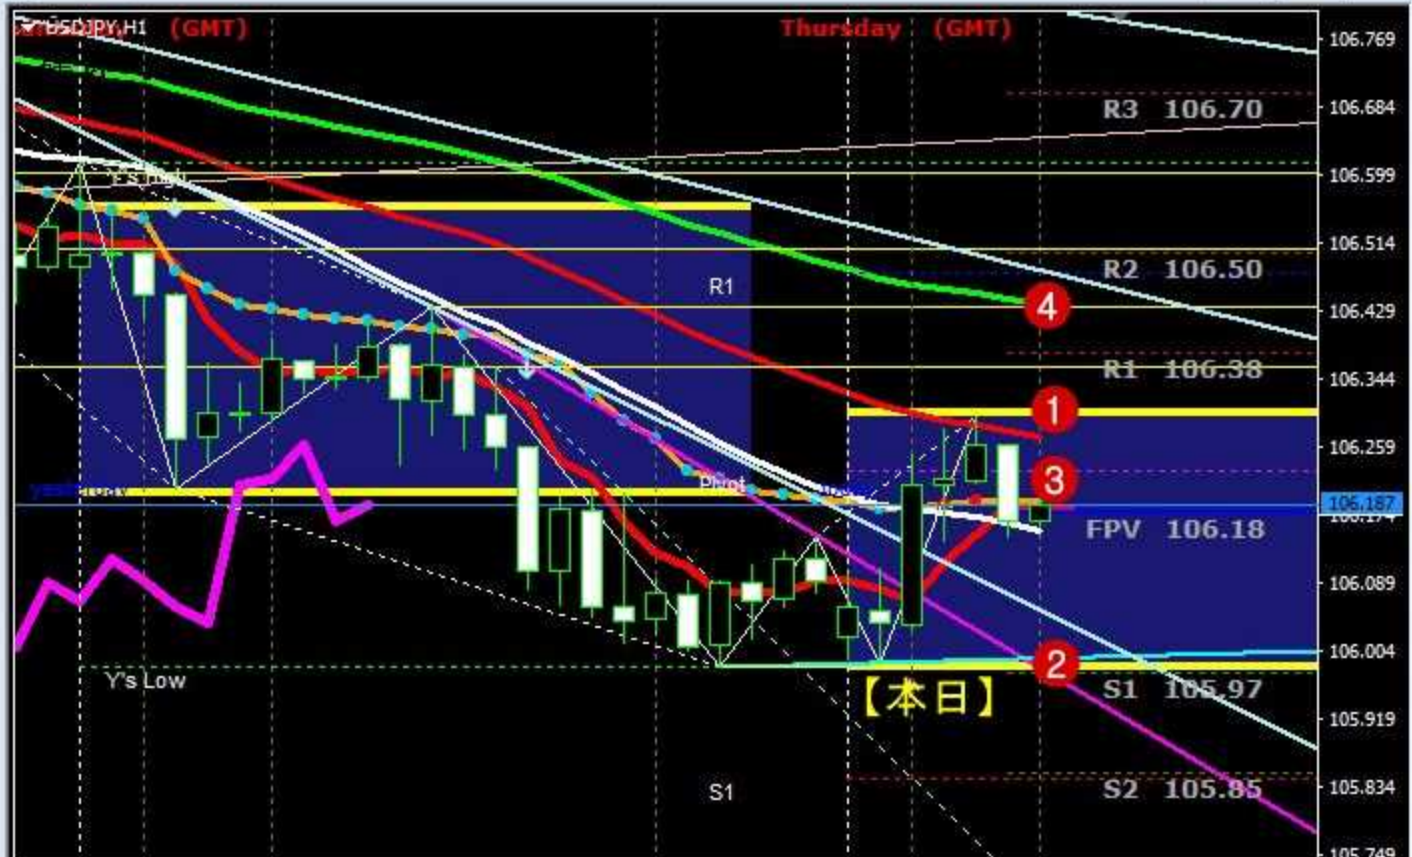 USDJPY,H1
(GMT)
Thursday (GMT)
106.769
R3 106.70
106.684
106.599
Y's High
106.514
R2 106.50
R1
④
106.429
R1 106.38
106.344
①
106.259
③
yesterday
Pivot
106.187
106.174
FPV 106.18
106.089
②
106.004
Y's Low
【本日】
S1 105.97
105.919
S1
S2 105.85
105.834
105.749